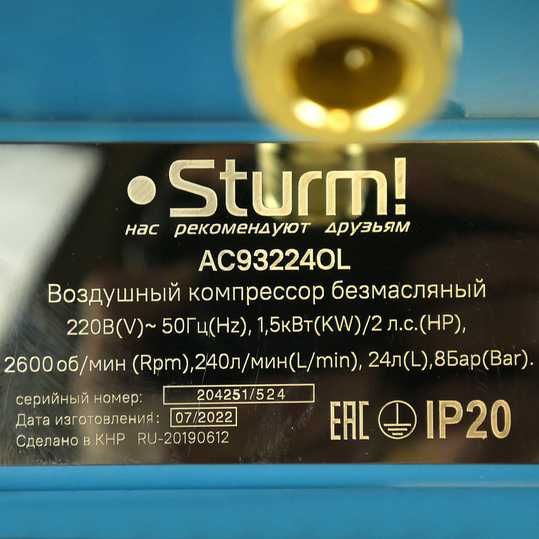 Sturm!
нас рекомендуют друзьям
AC93224OL
Воздушный компрессор безмасляный
220В(V)~ 50Гц(Hz), 1,5кВт(KW)/2 л.с.(HP),
2600 об/мин (Rpm),240л/мин(L/min), 24л(L),8Бар(Bar).
серийный номер: 204251/524
Дата изготовления: 07/2022
Сделано в КНР RU-20190612
EAC IP20